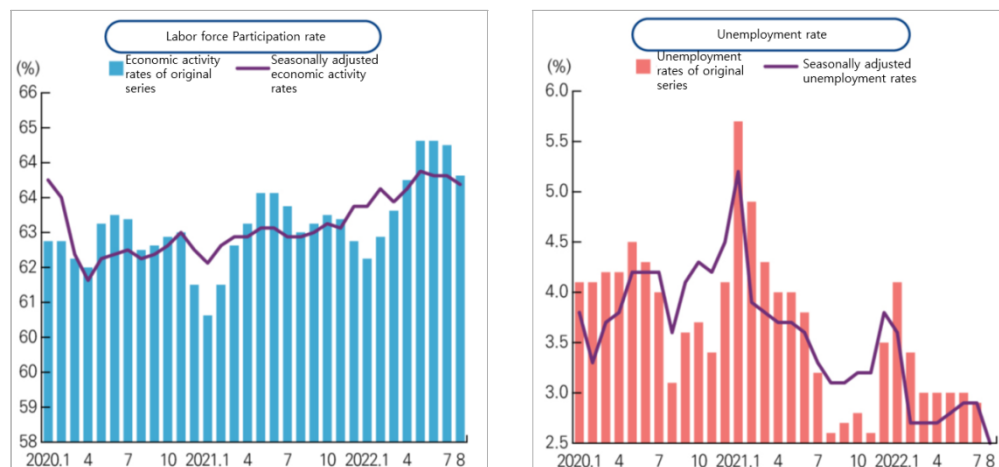 Labor force Participation rate
Economic activity rates of original series
Seasonally adjusted economic activity rates
(%)
66
65
64
64
63
62
61
60
60
59
58
2020.1 4 7 10 2021.1 4 7 10 2022.1 4 7 8
Unemployment rate
Unemployment rates of original series
Seasonally adjusted unemployment rates
(%)
6.0
5.5
5.0
4.5
4.0
3.5
3.0
2.5
2020.1 4 7 10 2021.1 4 7 10 2022.1 4 7 8